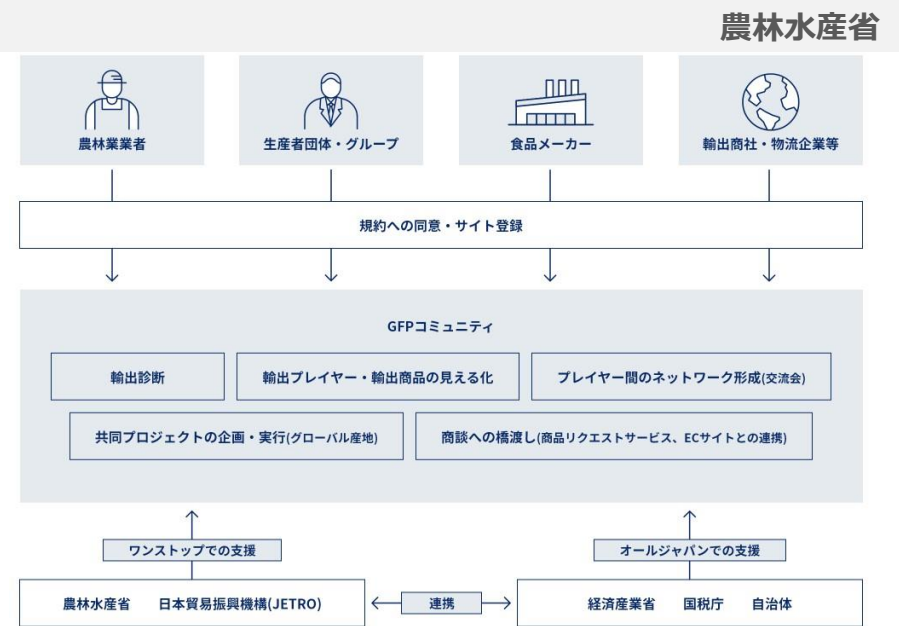 農林水産省
農林業業者
生産者団体・グループ
食品メーカー
輸出商社・物流企業等
規約への同意・サイト登録
GFPコミュニティ
輸出診断
輸出プレイヤー・輸出商品の見える化
プレイヤー間のネットワーク形成(交流会)
共同プロジェクトの企画・実行(グローバル産地)
商談への橋渡し(商品リクエストサービス、ECサイトとの連携)
ワンストップでの支援
オールジャパンでの支援
農林水産省 日本貿易振興機構(JETRO)
連携
経済産業省 国税庁 自治体